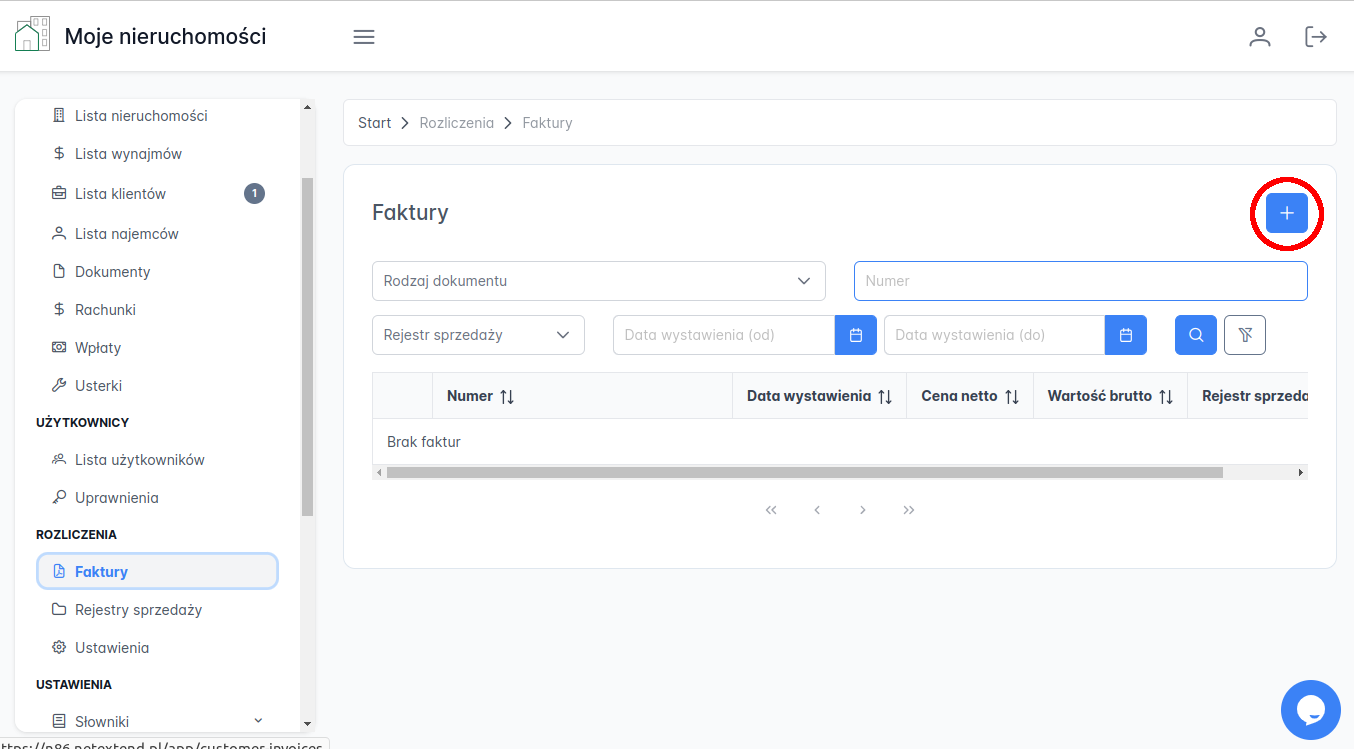 Moje nieruchomości
Lista nieruchomości
Lista wynajmów
Lista klientów 1
Lista najemców
Dokumenty
Rachunki
Wpłaty
Usterki
UŻYTKOWNICY
Lista użytkowników
Uprawnienia
ROZLICZENIA
Faktury
Rejestry sprzedaży
Ustawienia
USTAWIENIA
Słowniki
Start > Rozliczenia > Faktury
Faktury
Rodzaj dokumentu Numer
Rejestr sprzedaży Data wystawienia (od) Data wystawienia (do)
Numer Data wystawienia Cena netto Wartość brutto Rejestr sprzeda
Brak faktur
« ‹ › »
ttps://n86.netextend.pl/app/customer-invoices